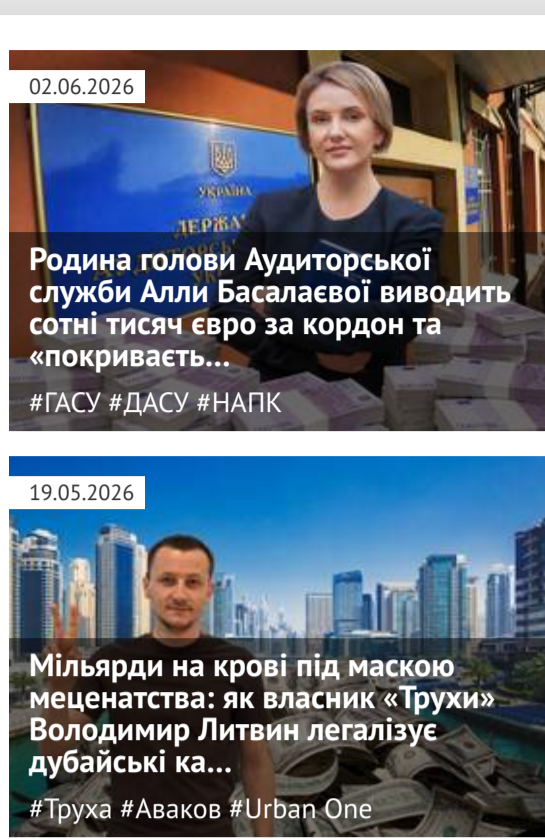 02.06.2026
УКРАЇНА
Родина голови Аудиторської
служби Алли Басалаєвої виводить
сотні тисяч євро за кордон та
«покриваєть...
#ГАСУ #ДАСУ #НАПК
19.05.2026
Мільярди на крові під маскою
меценатства: як власник «Трухи»
Володимир Литвин легалізує
дубайські ка...
#Труха #Аваков #Urban One